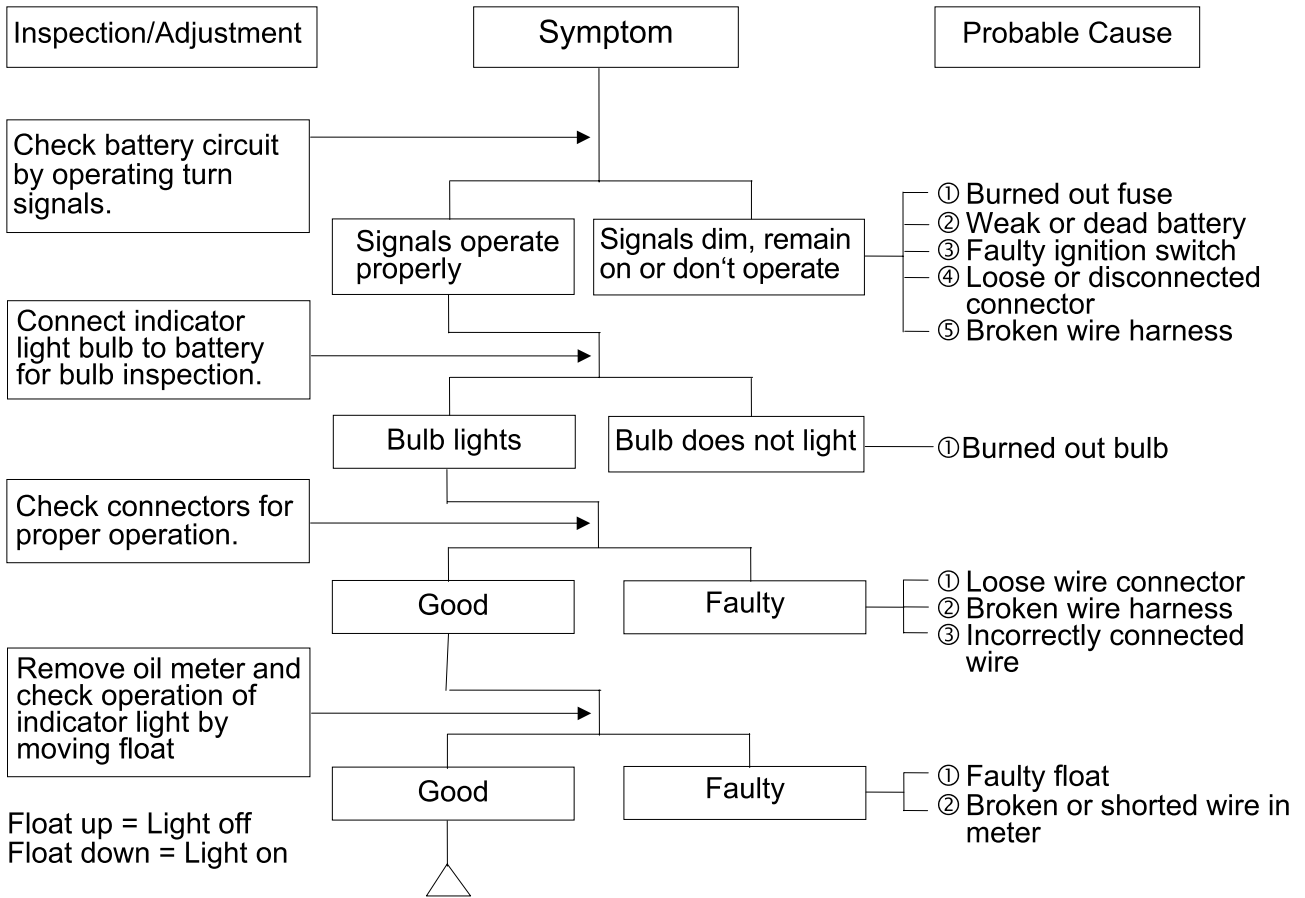 Inspection/Adjustment
Symptom
Probable Cause
Check battery circuit
by operating turn
signals.
Signals operate
properly
Signals dim, remain
on or don‘t operate
① Burned out fuse
② Weak or dead battery
③ Faulty ignition switch
④ Loose or disconnected
connector
⑤ Broken wire harness
Connect indicator
light bulb to battery
for bulb inspection.
Bulb lights
Bulb does not light
①Burned out bulb
Check connectors for
proper operation.
Good
Faulty
① Loose wire connector
② Broken wire harness
③ Incorrectly connected
wire
Remove oil meter and
check operation of
indicator light by
moving float
Good
Faulty
① Faulty float
② Broken or shorted wire in
meter
Float up = Light off
Float down = Light on